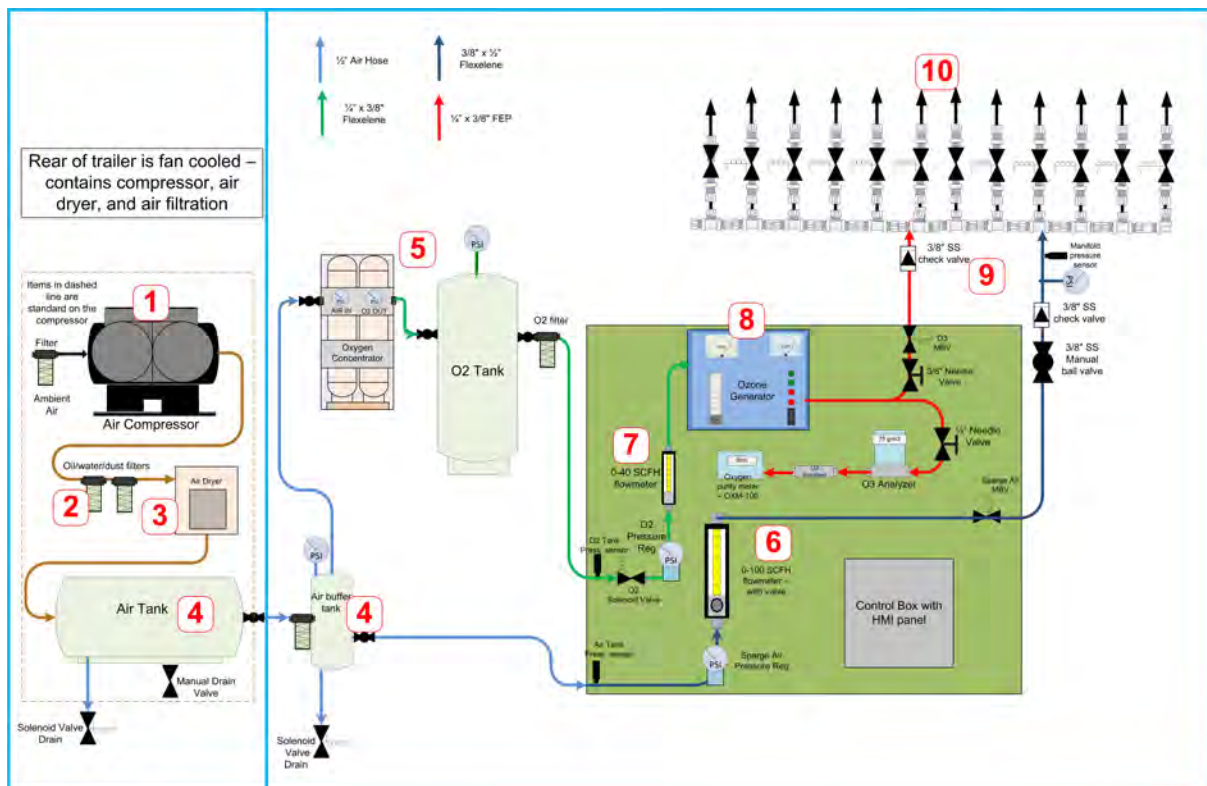 ½" Air Hose
3/8" x ½"
Flexelene
¼" x 3/8"
Flexelene
¼" x 3/8" FEP
10
Rear of trailer is fan cooled –
contains compressor, air
dryer, and air filtration
Items in dashed
line are
standard on the
compressor
1
Filter
Ambient
Air
Air Compressor
Oil/water/dust filters
2
3
Air Dryer
Air Tank
4
Manual Drain
Valve
Solenoid Valve
Drain
PSI
Air buffer
tank
4
Solenoid
Valve
Drain
5
AIR IN
O2 OUT
Oxygen
Concentrator
PSI
O2 Tank
O2 filter
3/8" SS
check valve
9
Manifold
pressure
sensor
PSI
3/8" SS
check valve
3/8" SS
Manual
ball valve
8
Ozone
Generator
O3
MBV
3/8" Needle
Valve
¼" Needle
Valve
7
0-40 SCFH
flowmeter
Oxygen
purity meter
– OXM-100
O3 Analyzer
Sparge Air
MBV
O2
Pressure
Reg.
PSI
O2 Tank
Press. sensor
O2
Solenoid Valve
6
0-100 SCFH
flowmeter –
with valve
Air Tank
Press. sensor
PSI
Sparge Air
Pressure Reg.
Control Box with
HMI panel